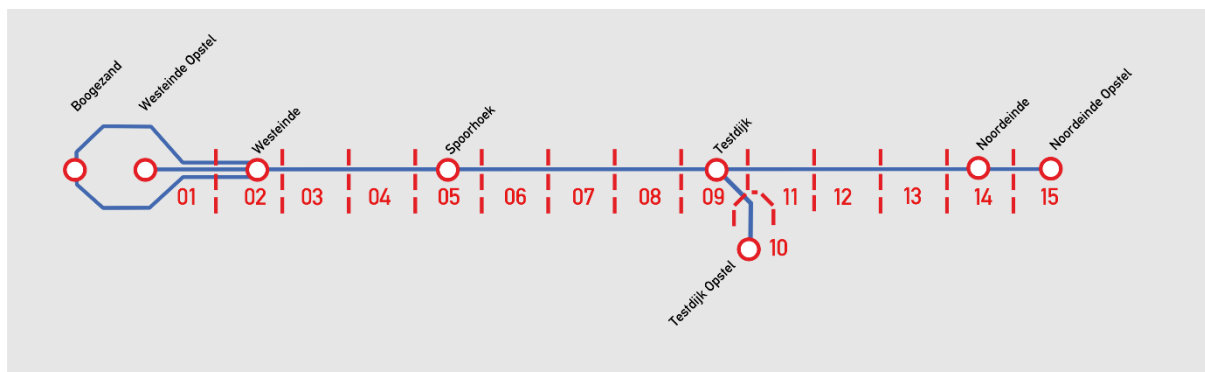 Boogezand
Westeinde Opstel
Westeinde
Spoorhoek
Testdijk
Noordeinde
Noordeinde Opstel
01
02
03
04
05
06
07
08
09
11
12
13
14
15
10
Testdijk Opstel